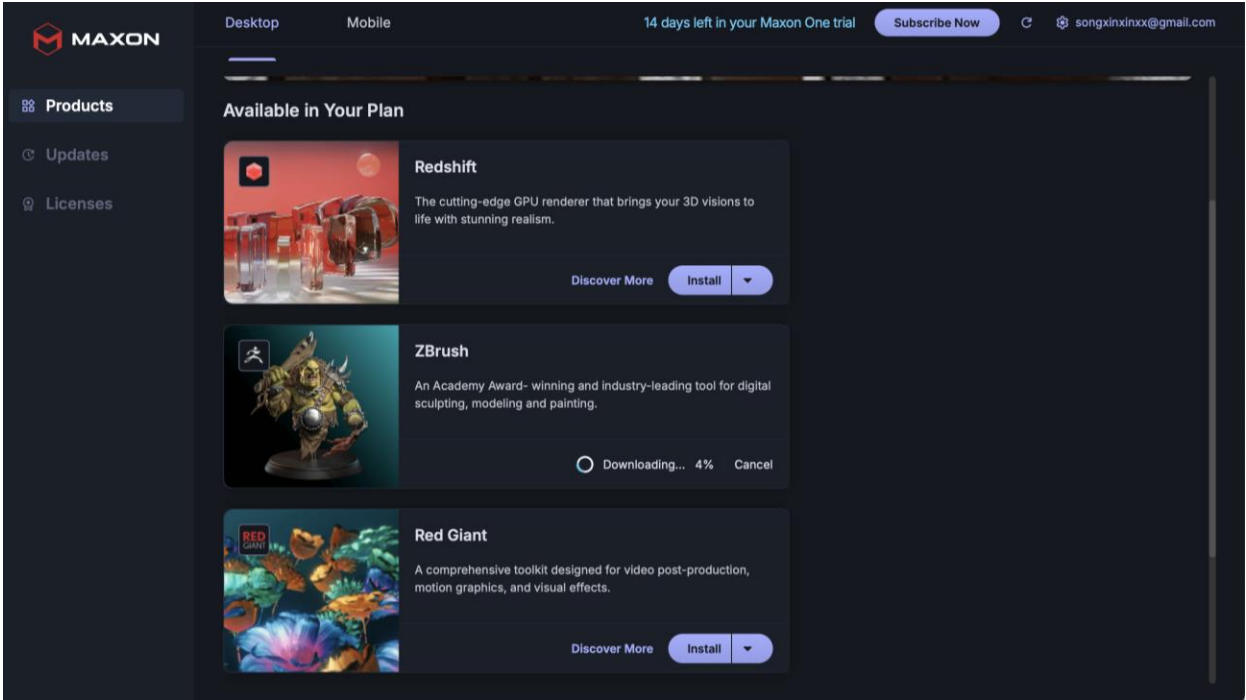 MAXON
Desktop
Mobile
14 days left in your Maxon One trial
Subscribe Now
songxinxinxx@gmail.com
Products
Updates
Licenses
Available in Your Plan
Redshift
The cutting-edge GPU renderer that brings your 3D visions to
life with stunning realism.
Discover More
Install
ZBrush
An Academy Award- winning and industry-leading tool for digital
sculpting, modeling and painting.
Downloading... 4% Cancel
RED
GIANT
Red Giant
A comprehensive toolkit designed for video post-production,
motion graphics, and visual effects.
Discover More
Install